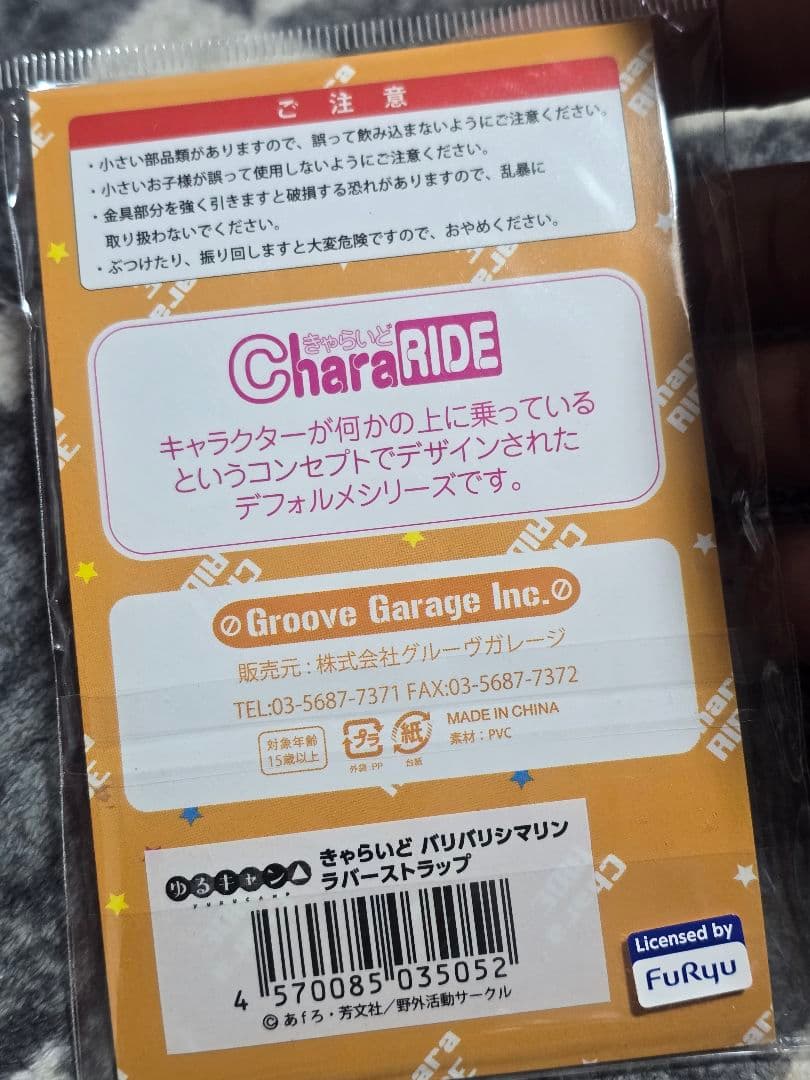 ご注意
・小さい部品類がありますので、誤って飲み込まないようにご注意ください。
・小さいお子様が誤って使用しないようにご注意ください。
・金具部分を強く引きますと破損する恐れがありますので、乱暴に
取り扱わないでください。
・ぶつけたり、振り回しますと大変危険ですので、おやめください。
きゃらいど
CharaRIDE
キャラクターが何かの上に乗っている
というコンセプトでデザインされた
デフォルメシリーズです。
Groove Garage Inc.
販売元:株式会社グルーヴガレージ
TEL:03-5687-7371 FAX:03-5687-7372
対象年齢
15歳以上
プラ
外袋:PP
紙
台紙
MADE IN CHINA
素材:PVC
ゆるキャン△
YURUCAMP
きゃらいど バリバリシマリン
ラバーストラップ
4 570085 035052
© あfろ・芳文社/野外活動サークル
Licensed by
FuRyu